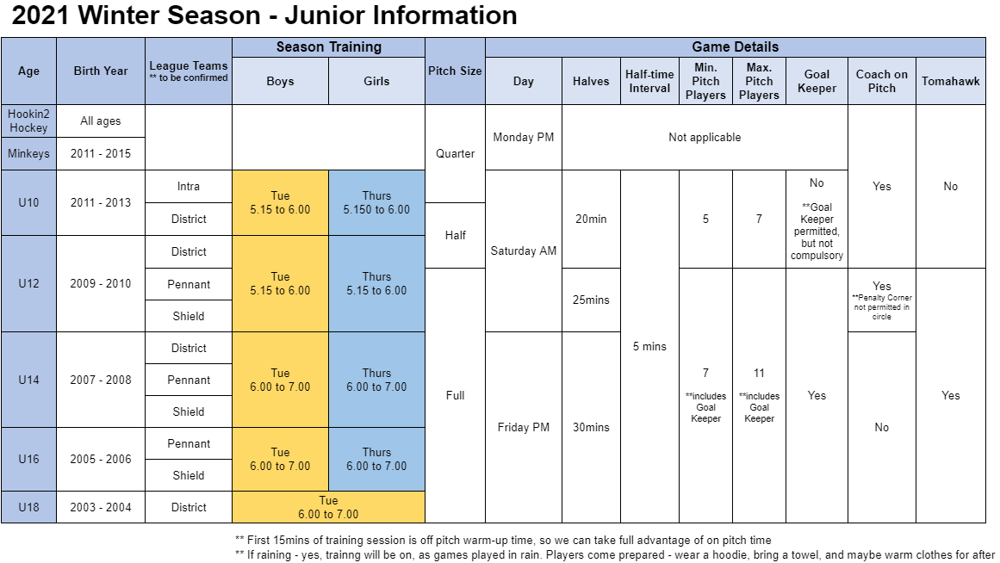 2021 Winter Season - Junior Information
Season Training
Game Details
Age
Birth Year
League Teams
** to be confirmed
Boys
Girls
Pitch Size
Day
Halves
Half-time
Interval
Min.
Pitch
Players
Max.
Pitch
Players
Goal
Keeper
Coach on
Pitch
Tomahawk
Hookin2
Hockey
All ages
Minkeys
2011 - 2015
Quarter
Monday PM
Not applicable
Yes
No
U10
2011 - 2013
Intra
District
Tue
5.15 to 6.00
Thurs
5.150 to 6.00
Half
Saturday AM
20min
5 mins
5
7
No
**Goal
Keeper
permitted,
but not
compulsory
U12
2009 - 2010
District
Pennant
Shield
Tue
5.15 to 6.00
Thurs
5.15 to 6.00
Full
25mins
7
**includes
Goal
Keeper
11
**includes
Goal
Keeper
Yes
Yes
**Penalty Corner
not permitted in
circle
Yes
U14
2007 - 2008
District
Pennant
Shield
Tue
6.00 to 7.00
Thurs
6.00 to 7.00
Friday PM
30mins
No
U16
2005 - 2006
Pennant
Shield
Tue
6.00 to 7.00
Thurs
6.00 to 7.00
U18
2003 - 2004
District
Tue
6.00 to 7.00
** First 15mins of training session is off pitch warm-up time, so we can take full advantage of on pitch time
** If raining - yes, trainng will be on, as games played in rain. Players come prepared - wear a hoodie, bring a towel, and maybe warm clothes for after